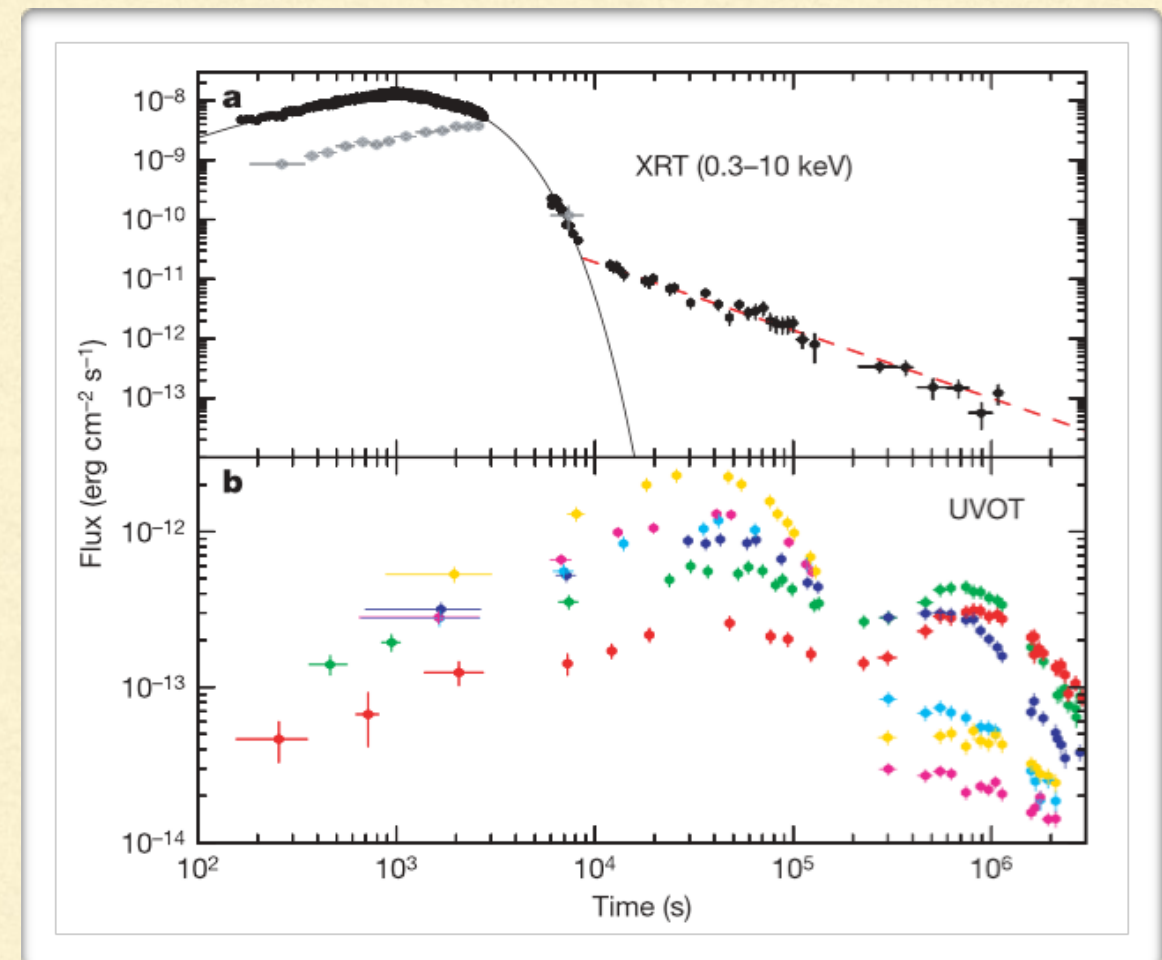 a
XRT (0.3–10 keV)
10⁻⁸
10⁻⁹
10⁻¹⁰
10⁻¹¹
10⁻¹²
10⁻¹³
Flux (erg cm⁻² s⁻¹)
b
UVOT
10⁻¹²
10⁻¹³
10⁻¹⁴
10² 10³ 10⁴ 10⁵ 10⁶
Time (s)